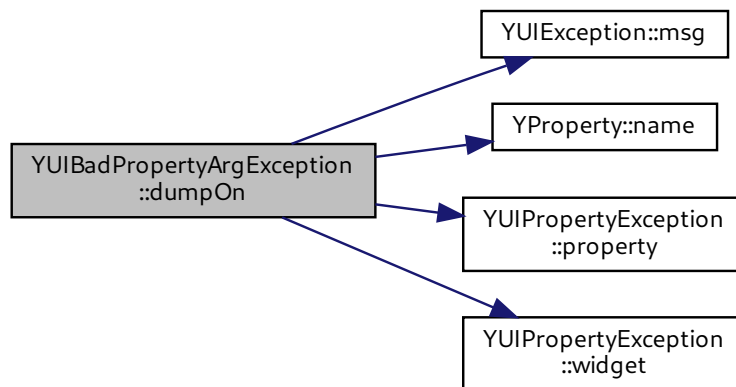 YUIException::msg
YProperty::name
YUIBadPropertyArgException
::dumpOn
YUIPropertyException
::property
YUIPropertyException
::widget